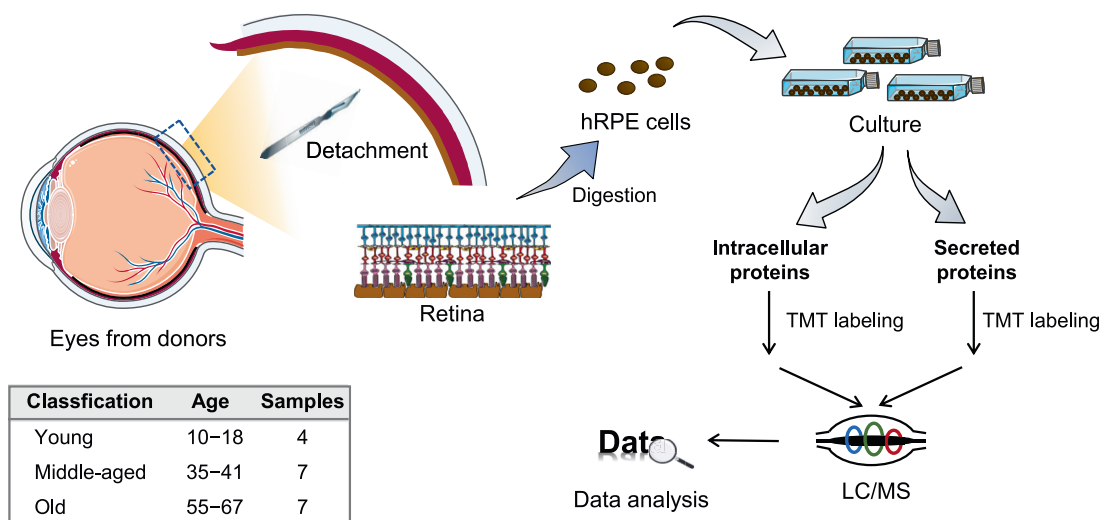 Detachment
hRPE cells
Culture
Digestion
Intracellular
proteins
Secreted
proteins
Retina
TMT labeling
TMT labeling
Eyes from donors
Classfication Age Samples
Young 10−18 4
Middle-aged 35−41 7
Old 55−67 7
Data
Data analysis
LC/MS